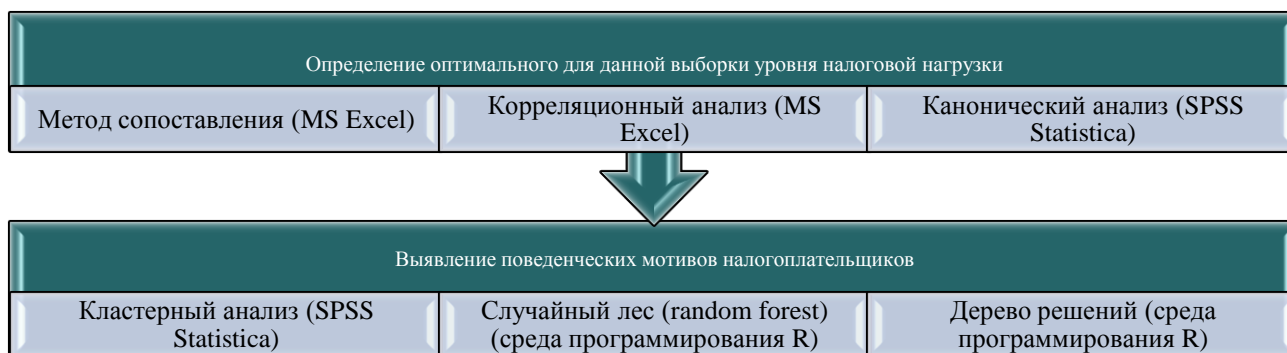 Определение оптимального для данной выборки уровня налоговой нагрузки
Метод сопоставления (MS Excel)
Корреляционный анализ (MS
Excel)
Канонический анализ (SPSS
Statistica)
Выявление поведенческих мотивов налогоплательщиков
Кластерный анализ (SPSS
Statistica)
Случайный лес (random forest)
(среда программирования R)
Дерево решений (среда
программирования R)